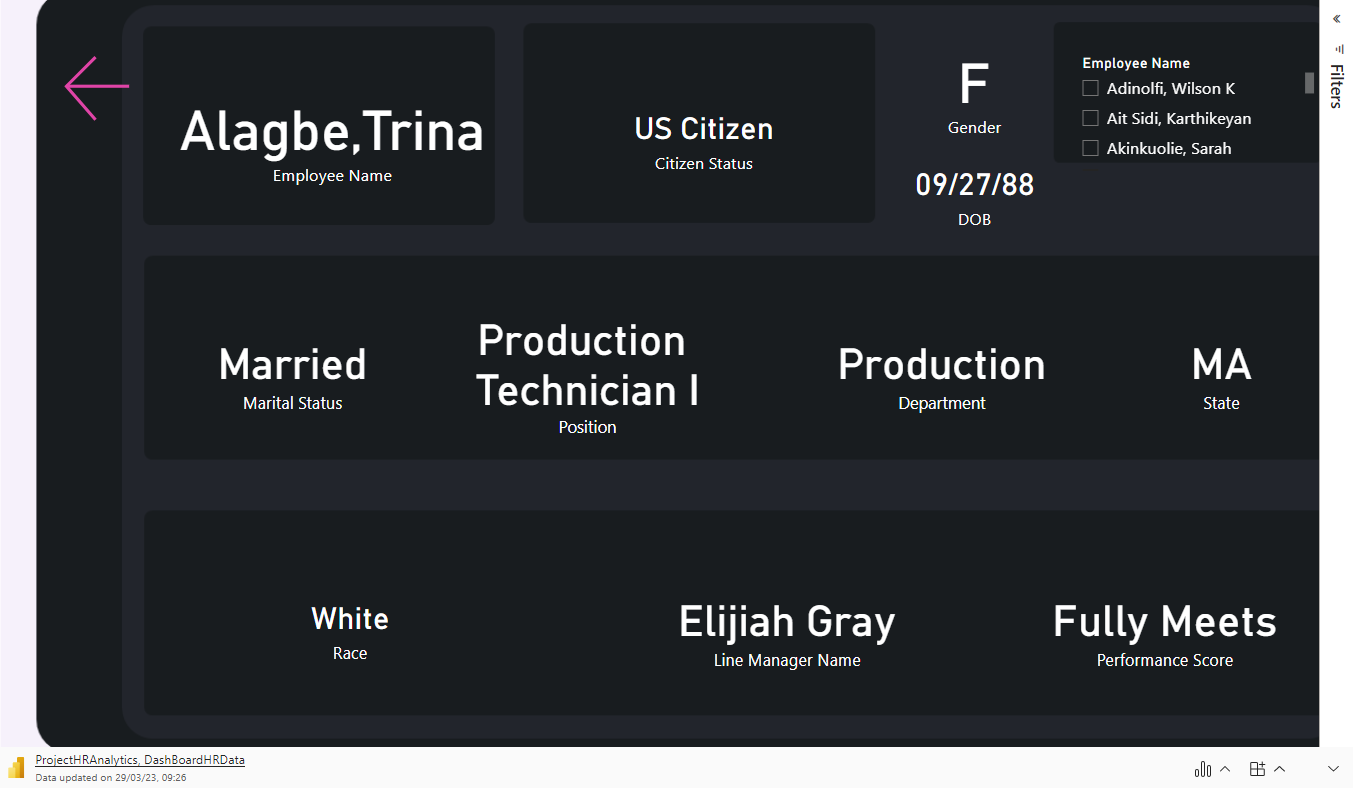 Alagbe,Trina
Employee Name
US Citizen
Citizen Status
F
Gender
09/27/88
DOB
Employee Name
Adinolfi, Wilson K
Ait Sidi, Karthikeyan
Akinkuolie, Sarah
Filters
Married
Marital Status
Production
Technician I
Position
Production
Department
MA
State
White
Race
Elijiah Gray
Line Manager Name
Fully Meets
Performance Score
ProjectHRAnalytics, DashBoardHRData
Data updated on 29/03/23, 09:26